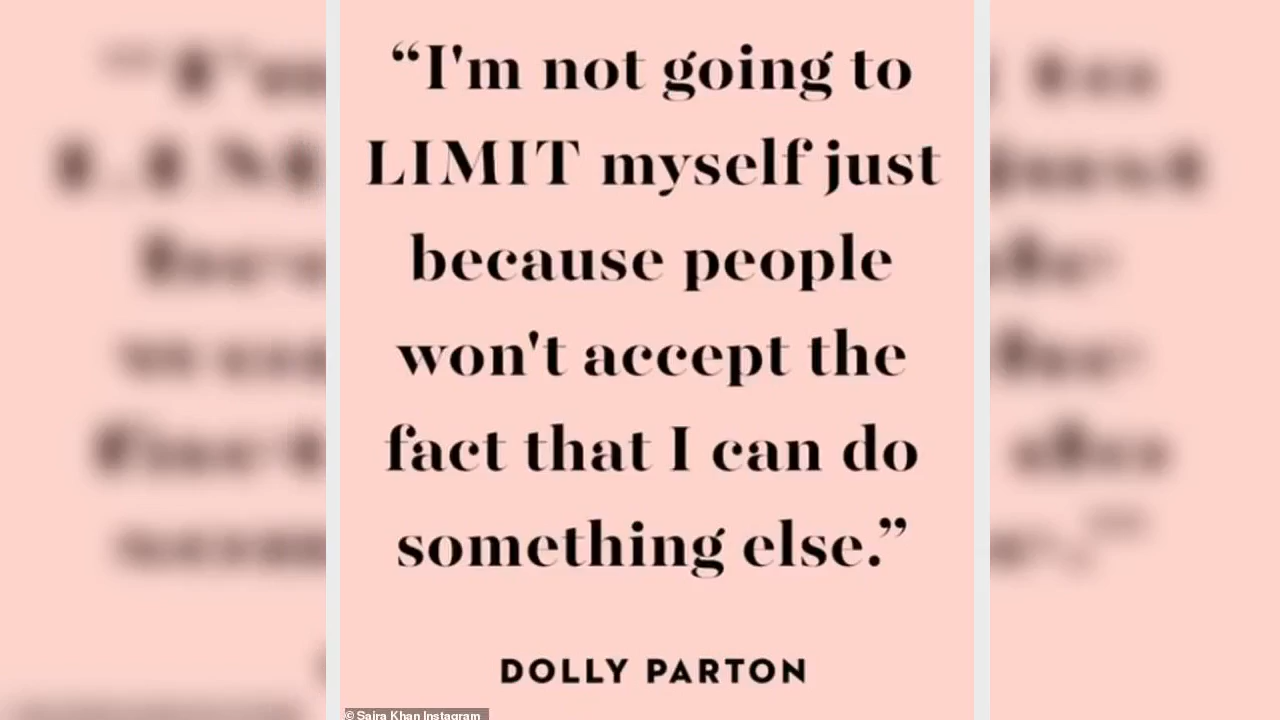 “I'm not going to
LIMIT myself just
because people
won't accept the
fact that I can do
something else.”
DOLLY PARTON
© Saira Khan Instagram